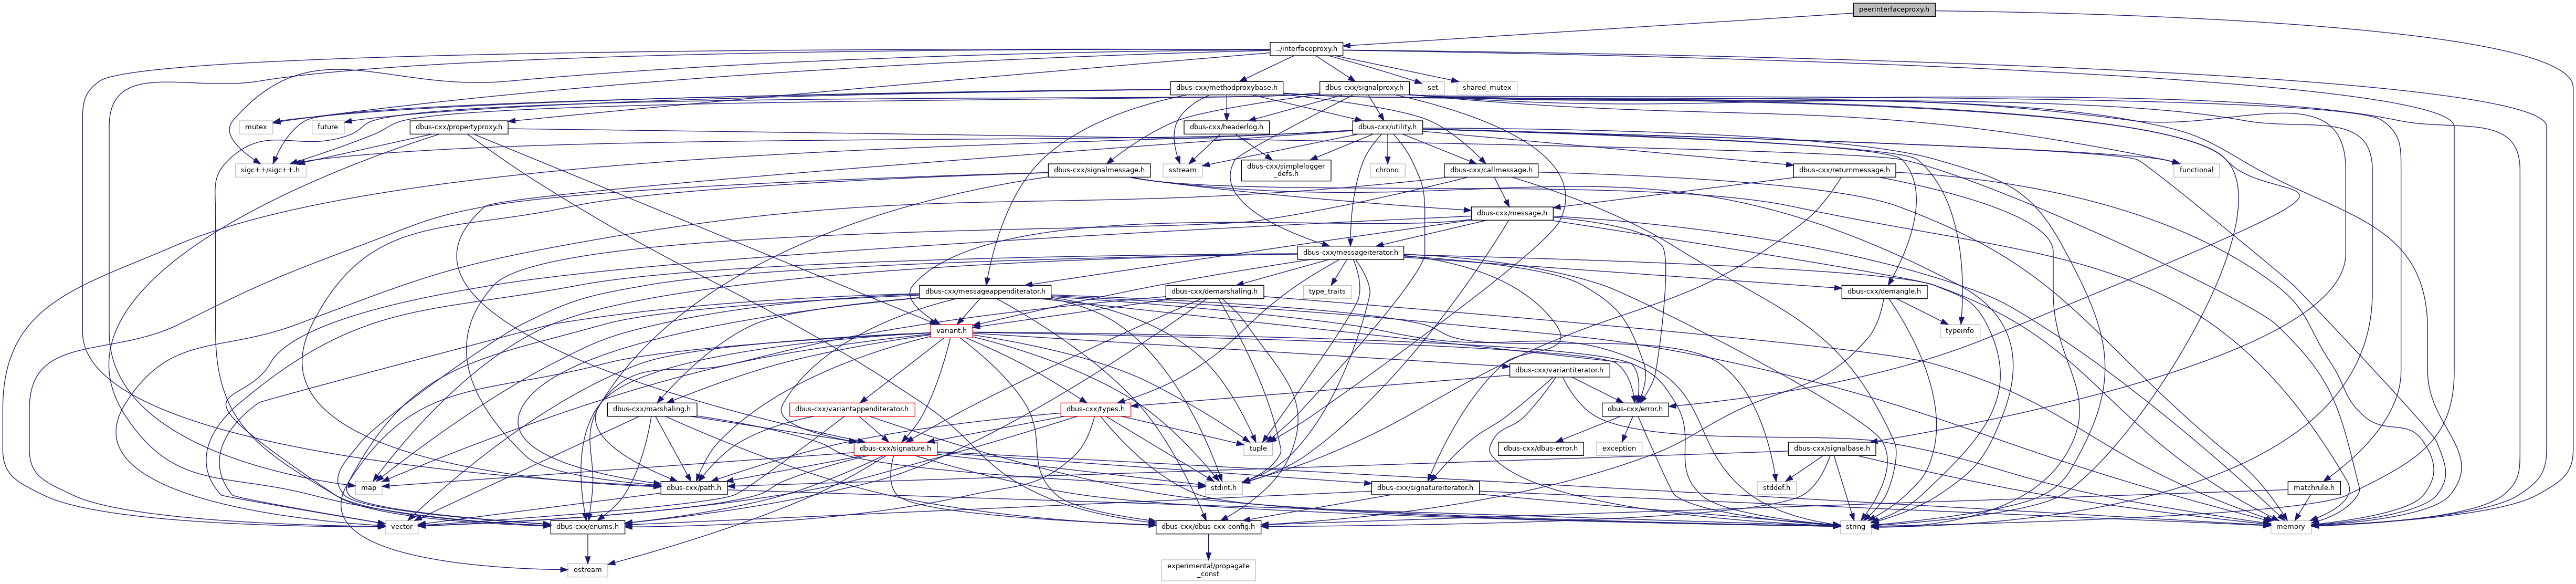 peerinterfaceproxy.h
../interfaceproxy.h
dbus-cxx/methodproxybase.h
dbus-cxx/signalproxy.h
set
shared_mutex
mutex
future
dbus-cxx/propertyproxy.h
dbus-cxx/headerlog.h
dbus-cxx/utility.h
sigc++/sigc++.h
dbus-cxx/signalmessage.h
sstream
dbus-cxx/simplelogger
_defs.h
chrono
dbus-cxx/callmessage.h
dbus-cxx/returnmessage.h
functional
dbus-cxx/message.h
dbus-cxx/messageiterator.h
dbus-cxx/messageappenditerator.h
dbus-cxx/demarshaling.h
type_traits
dbus-cxx/demangle.h
variant.h
typeinfo
dbus-cxx/variantiterator.h
dbus-cxx/marshaling.h
dbus-cxx/variantappenditerator.h
dbus-cxx/types.h
dbus-cxx/error.h
dbus-cxx/signature.h
tuple
dbus-cxx/dbus-error.h
exception
dbus-cxx/signalbase.h
map
dbus-cxx/path.h
stdint.h
dbus-cxx/signatureiterator.h
stddef.h
matchrule.h
vector
dbus-cxx/enums.h
dbus-cxx/dbus-cxx-config.h
string
memory
ostream
experimental/propagate
_const